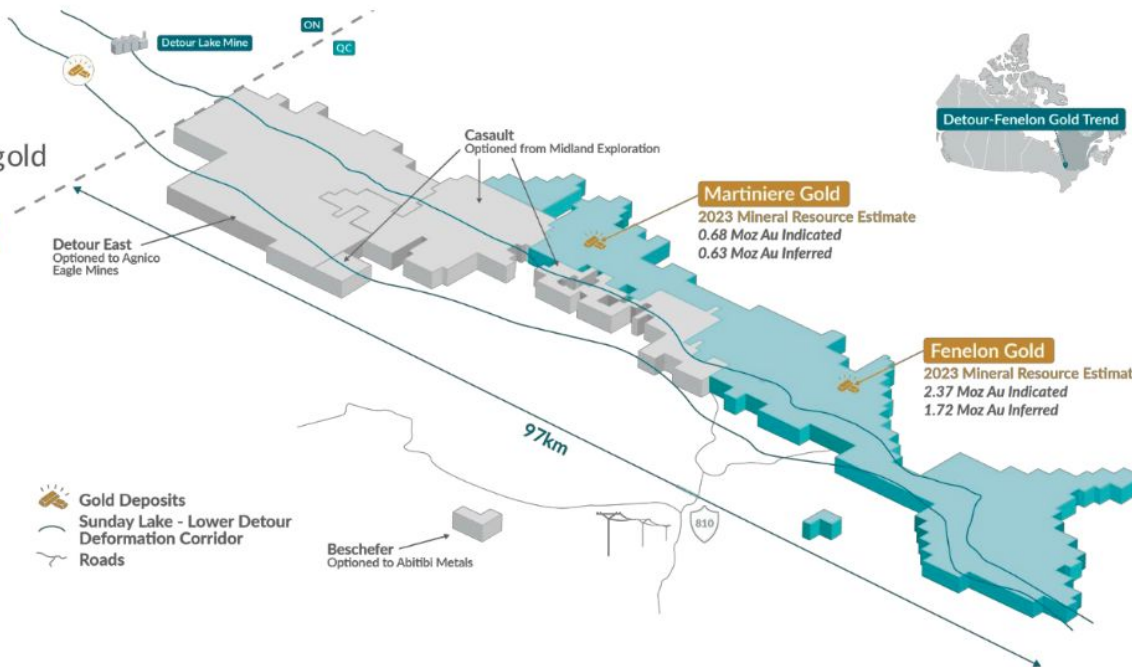 ON
QC
Detour Lake Mine
gold
Detour-Fenelon Gold Trend
Casault
Optioned from Midland Exploration
Martiniere Gold
2023 Mineral Resource Estimate
0.68 Moz Au Indicated
0.63 Moz Au Inferred
Detour East
Optioned to Agnico
Eagle Mines
Fenelon Gold
2023 Mineral Resource Estimat
2.37 Moz Au Indicated
1.72 Moz Au Inferred
97km
Gold Deposits
Sunday Lake - Lower Detour
Deformation Corridor
Roads
Beschefer
Optioned to Abitibi Metals
810